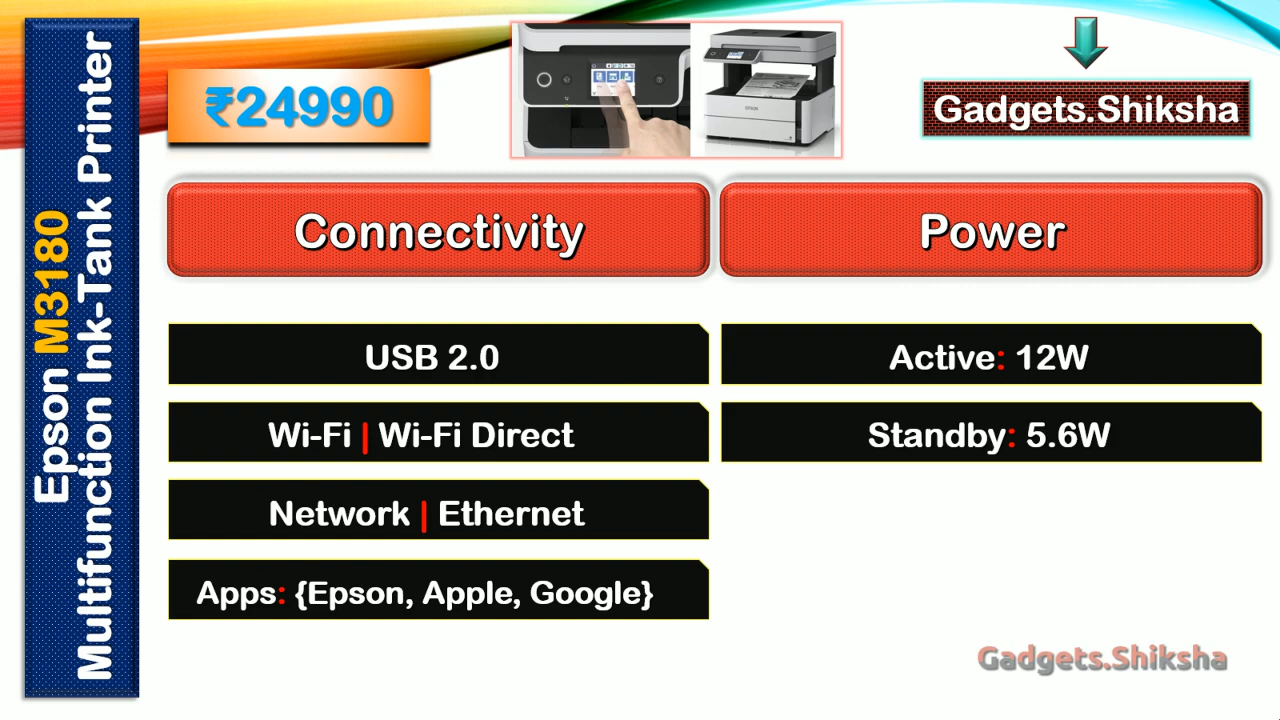 Epson M3180
Multifunction Ink-Tank Printer
₹24990
EPSON
Gadgets.Shiksha
Connectivity
Power
USB 2.0
Active: 12W
Wi-Fi | Wi-Fi Direct
Standby: 5.6W
Network | Ethernet
Apps: {Epson, Apple, Google}
Gadgets.Shiksha